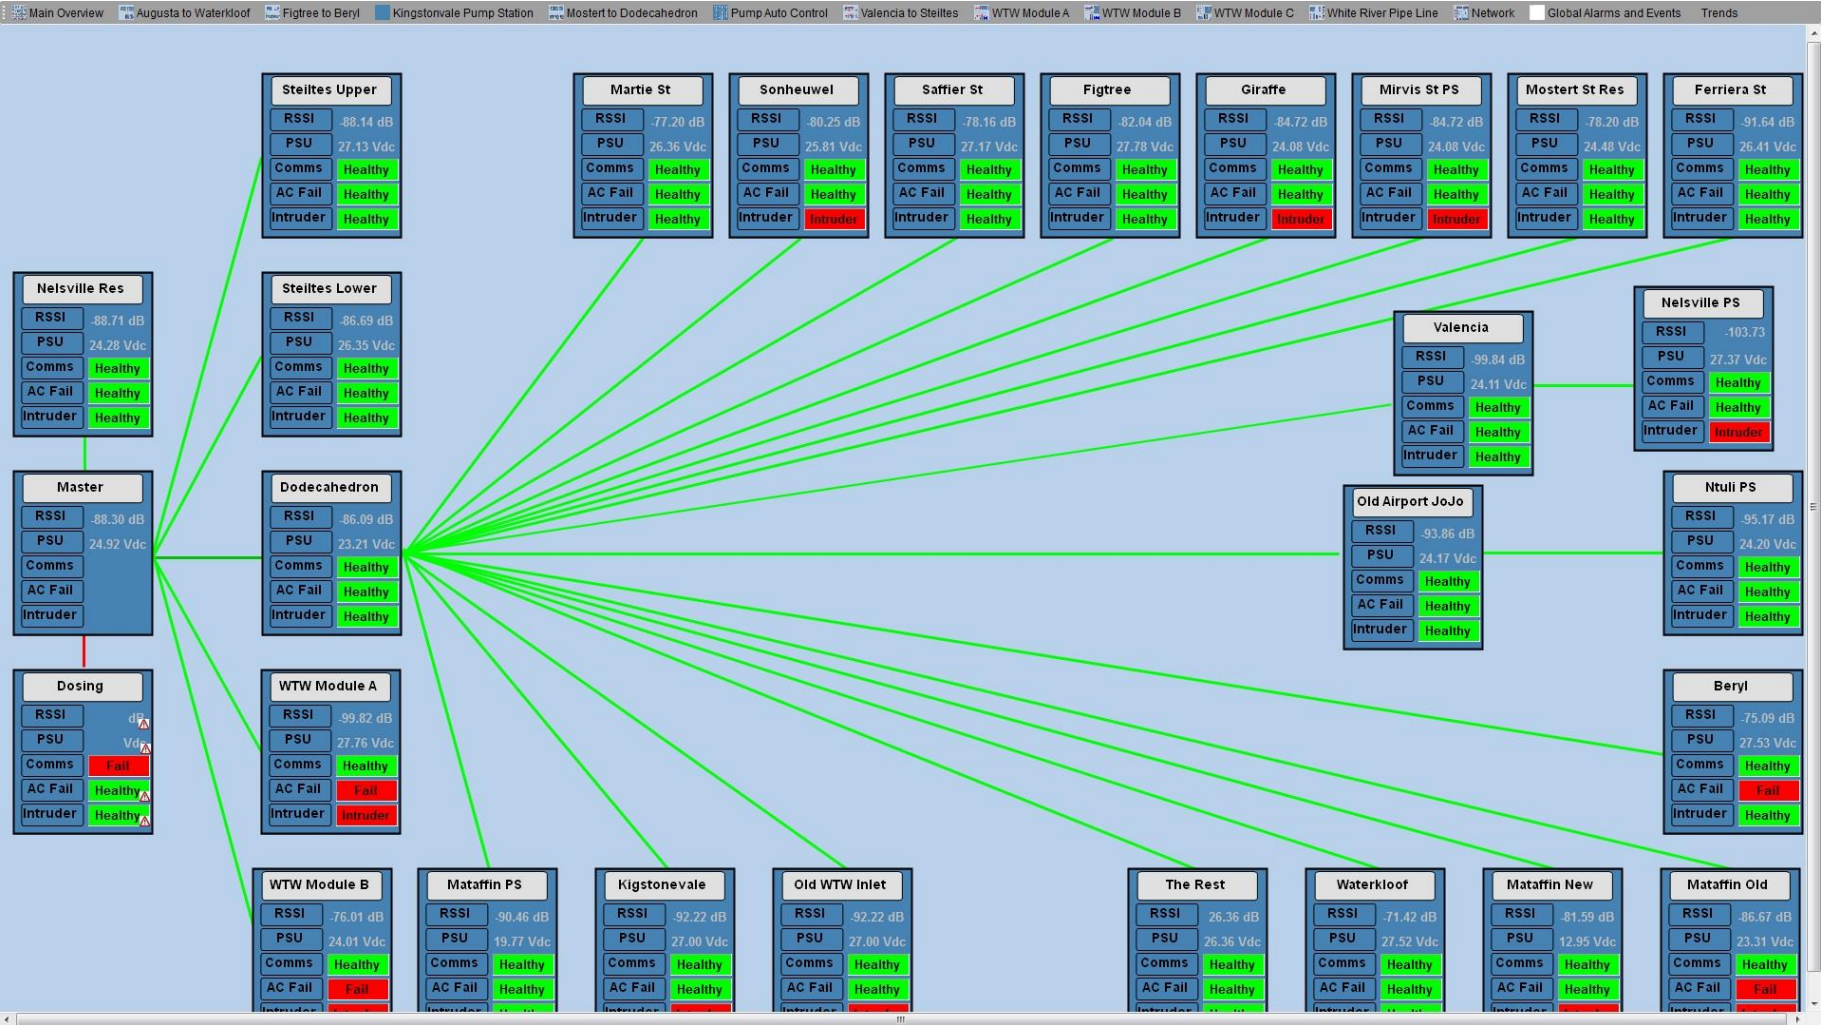 Main Overview Augusta to Waterkloof Figtree to Beryl Kingstonvale Pump Station Mostert to Dodecahedron Pump Auto Control Valencia to Steiltes WTW Module A WTW Module B WTW Module C White River Pipe Line Network Global Alarms and Events Trends
Steiltes Upper
RSSI -88.14 dB
PSU 27.13 Vdc
Comms Healthy
AC Fail Healthy
Intruder Healthy
Martie St
RSSI -77.20 dB
PSU 26.36 Vdc
Comms Healthy
AC Fail Healthy
Intruder Healthy
Sonheuwel
RSSI -80.25 dB
PSU 25.81 Vdc
Comms Healthy
AC Fail Healthy
Intruder Intruder
Saffier St
RSSI -78.16 dB
PSU 27.17 Vdc
Comms Healthy
AC Fail Healthy
Intruder Healthy
Figtree
RSSI -82.04 dB
PSU 27.78 Vdc
Comms Healthy
AC Fail Healthy
Intruder Healthy
Giraffe
RSSI -84.72 dB
PSU 24.08 Vdc
Comms Healthy
AC Fail Healthy
Intruder Intruder
Mirvis St PS
RSSI -84.72 dB
PSU 24.08 Vdc
Comms Healthy
AC Fail Healthy
Intruder Intruder
Mostert St Res
RSSI -78.20 dB
PSU 24.48 Vdc
Comms Healthy
AC Fail Healthy
Intruder Healthy
Ferriera St
RSSI -91.64 dB
PSU 26.41 Vdc
Comms Healthy
AC Fail Healthy
Intruder Healthy
Nelsville Res
RSSI -88.71 dB
PSU 24.28 Vdc
Comms Healthy
AC Fail Healthy
Intruder Healthy
Steiltes Lower
RSSI -86.69 dB
PSU 26.35 Vdc
Comms Healthy
AC Fail Healthy
Intruder Healthy
Valencia
RSSI -99.84 dB
PSU 24.11 Vdc
Comms Healthy
AC Fail Healthy
Intruder Healthy
Nelsville PS
RSSI -103.73
PSU 27.37 Vdc
Comms Healthy
AC Fail Healthy
Intruder Intruder
Master
RSSI -88.30 dB
PSU 24.92 Vdc
Comms
AC Fail
Intruder
Dodecahedron
RSSI -86.09 dB
PSU 23.21 Vdc
Comms Healthy
AC Fail Healthy
Intruder Healthy
Old Airport JoJo
RSSI -93.86 dB
PSU 24.17 Vdc
Comms Healthy
AC Fail Healthy
Intruder Healthy
Ntuli PS
RSSI -95.17 dB
PSU 24.20 Vdc
Comms Healthy
AC Fail Healthy
Intruder Healthy
Dosing
RSSI dB
PSU Vdc
Comms Fail
AC Fail Healthy
Intruder Healthy
WTW Module A
RSSI -99.82 dB
PSU 27.76 Vdc
Comms Healthy
AC Fail Fail
Intruder Intruder
Beryl
RSSI -75.09 dB
PSU 27.53 Vdc
Comms Healthy
AC Fail Fail
Intruder Healthy
WTW Module B
RSSI -76.01 dB
PSU 24.01 Vdc
Comms Healthy
AC Fail Fail
Mataffin PS
RSSI -90.46 dB
PSU 19.77 Vdc
Comms Healthy
AC Fail Healthy
Kigstonevale
RSSI -92.22 dB
PSU 27.00 Vdc
Comms Healthy
AC Fail Healthy
Old WTW Inlet
RSSI -92.22 dB
PSU 27.00 Vdc
Comms Healthy
AC Fail Healthy
The Rest
RSSI 26.36 dB
PSU 26.36 Vdc
Comms Healthy
AC Fail Healthy
Waterkloof
RSSI -71.42 dB
PSU 27.52 Vdc
Comms Healthy
AC Fail Healthy
Mataffin New
RSSI -81.59 dB
PSU 12.95 Vdc
Comms Healthy
AC Fail Healthy
Mataffin Old
RSSI -86.67 dB
PSU 23.31 Vdc
Comms Healthy
AC Fail Fail